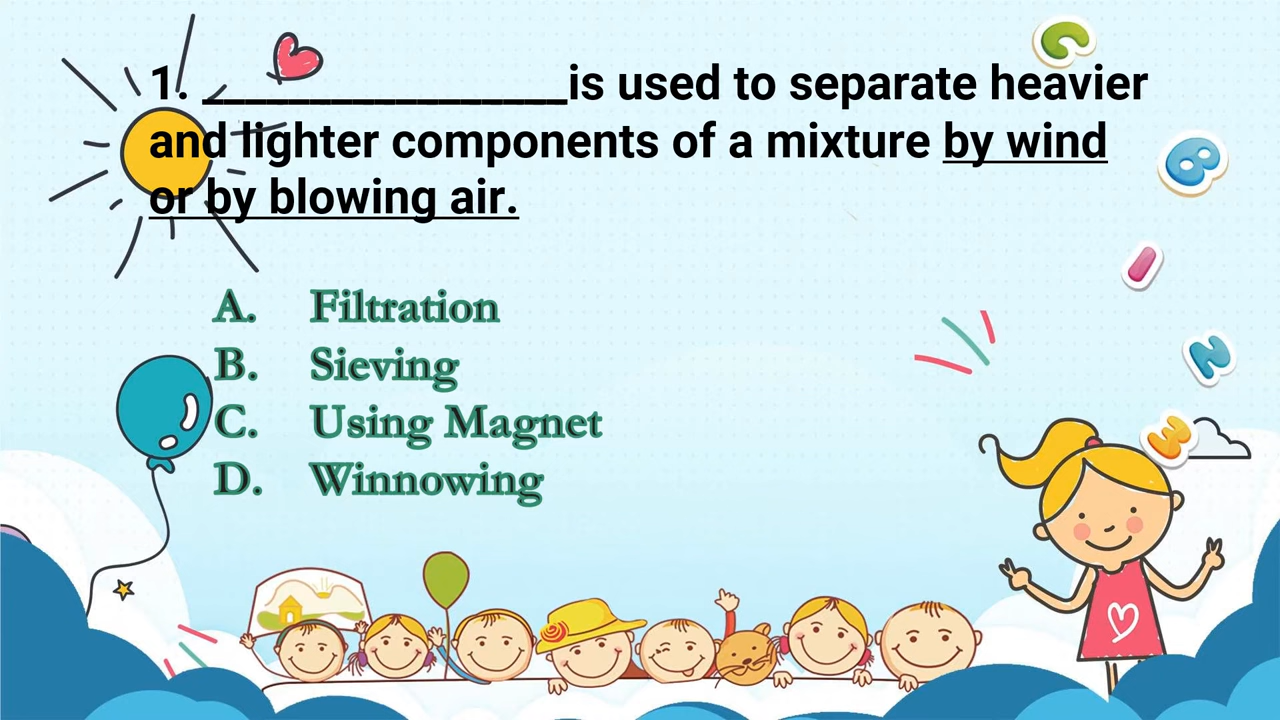 1. _________________is used to separate heavier
and lighter components of a mixture by wind
or by blowing air.
A. Filtration
B. Sieving
C. Using Magnet
D. Winnowing
C
B
I
N
E